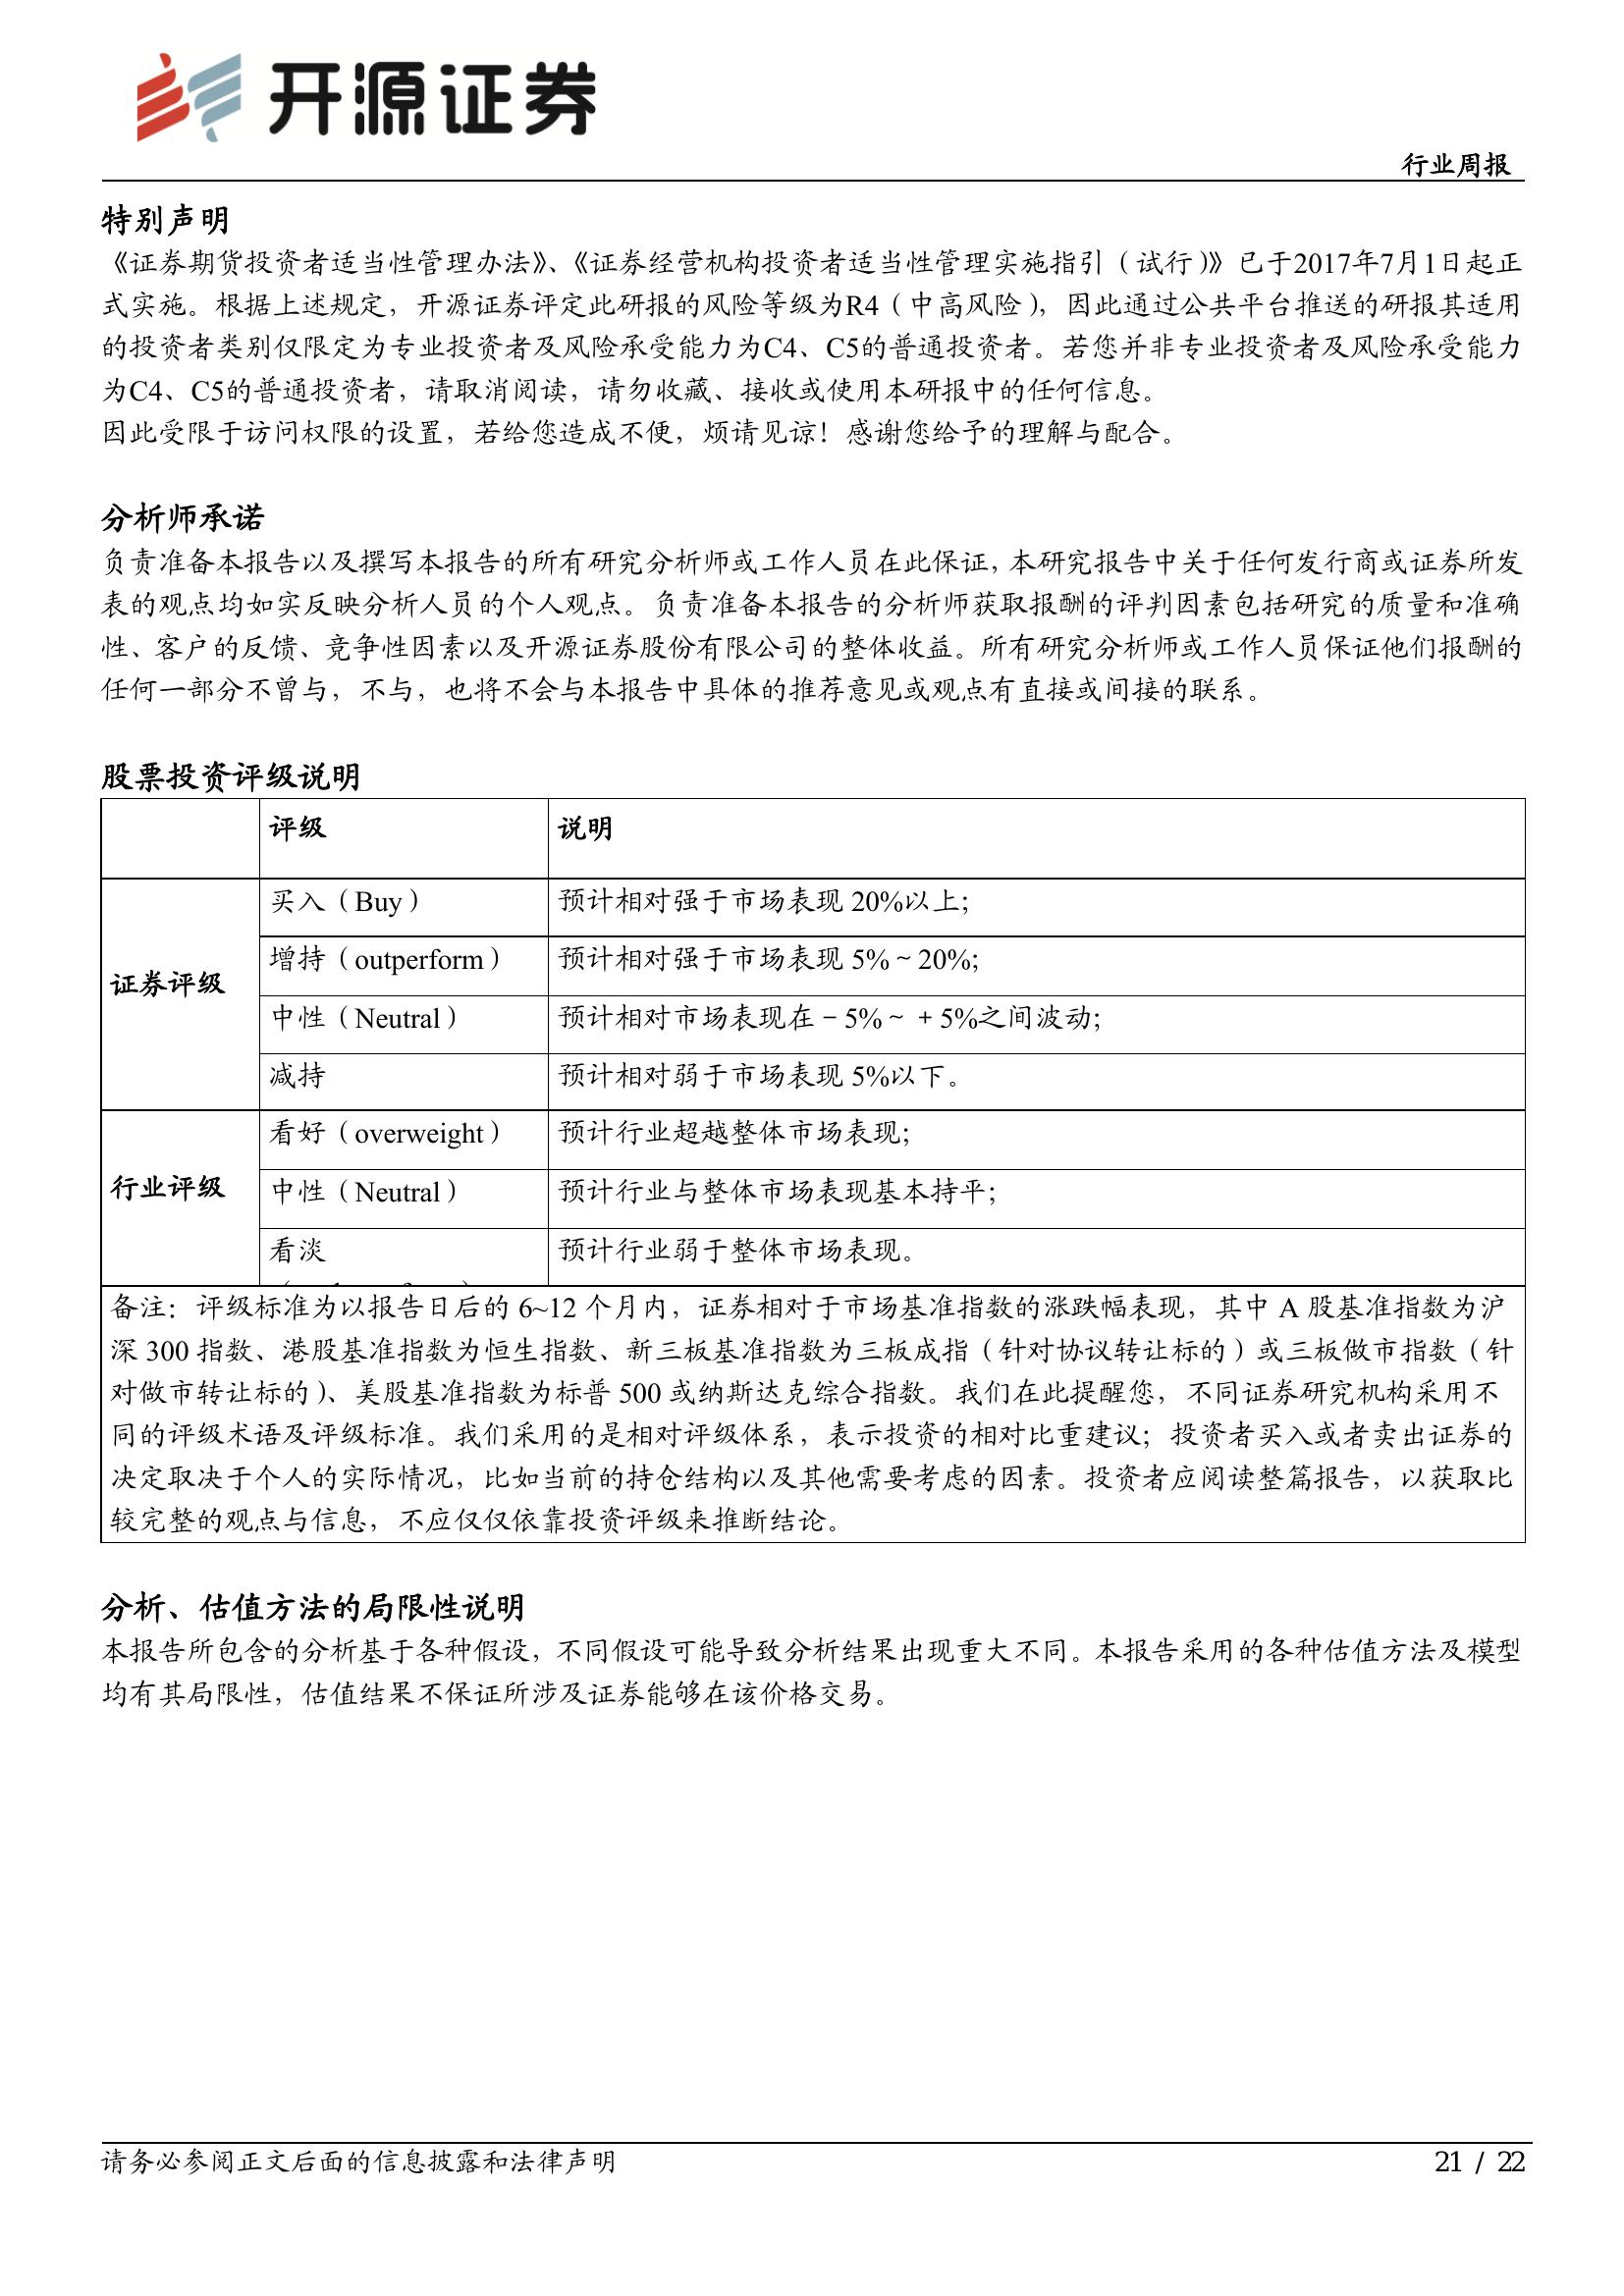 开源证券
行业周报
特别声明
《证券期货投资者适当性管理办法》、《证券经营机构投资者适当性管理实施指引（试行）》已于2017年7月1日起正
式实施。根据上述规定，开源证券评定此研报的风险等级为R4（中高风险），因此通过公共平台推送的研报其适用
的投资者类别仅限定为专业投资者及风险承受能力为C4、C5的普通投资者。若您并非专业投资者及风险承受能力
为C4、C5的普通投资者，请取消阅读，请勿收藏、接收或使用本研报中的任何信息。
因此受限于访问权限的设置，若给您造成不便，烦请见谅！感谢您给予的理解与配合。
分析师承诺
负责准备本报告以及撰写本报告的所有研究分析师或工作人员在此保证，本研究报告中关于任何发行商或证券所发
表的观点均如实反映分析人员的个人观点。负责准备本报告的分析师获取报酬的评判因素包括研究的质量和准确
性、客户的反馈、竞争性因素以及开源证券股份有限公司的整体收益。所有研究分析师或工作人员保证他们报酬的
任何一部分不曾与，不与，也将不会与本报告中具体的推荐意见或观点有直接或间接的联系。
股票投资评级说明
评级 说明
证券评级
买入（Buy） 预计相对强于市场表现 20%以上；
增持（outperform） 预计相对强于市场表现 5%～20%；
中性（Neutral） 预计相对市场表现在－5%～＋5%之间波动；
减持 预计相对弱于市场表现 5%以下。
行业评级
看好（overweight） 预计行业超越整体市场表现；
中性（Neutral） 预计行业与整体市场表现基本持平；
看淡 预计行业弱于整体市场表现。
备注：评级标准为以报告日后的 6~12 个月内，证券相对于市场基准指数的涨跌幅表现，其中 A 股基准指数为沪
深 300 指数、港股基准指数为恒生指数、新三板基准指数为三板成指（针对协议转让标的）或三板做市指数（针
对做市转让标的）、美股基准指数为标普 500 或纳斯达克综合指数。我们在此提醒您，不同证券研究机构采用不
同的评级术语及评级标准。我们采用的是相对评级体系，表示投资的相对比重建议；投资者买入或者卖出证券的
决定取决于个人的实际情况，比如当前的持仓结构以及其他需要考虑的因素。投资者应阅读整篇报告，以获取比
较完整的观点与信息，不应仅仅依靠投资评级来推断结论。
分析、估值方法的局限性说明
本报告所包含的分析基于各种假设，不同假设可能导致分析结果出现重大不同。本报告采用的各种估值方法及模型
均有其局限性，估值结果不保证所涉及证券能够在该价格交易。
请务必参阅正文后面的信息披露和法律声明
21 / 22